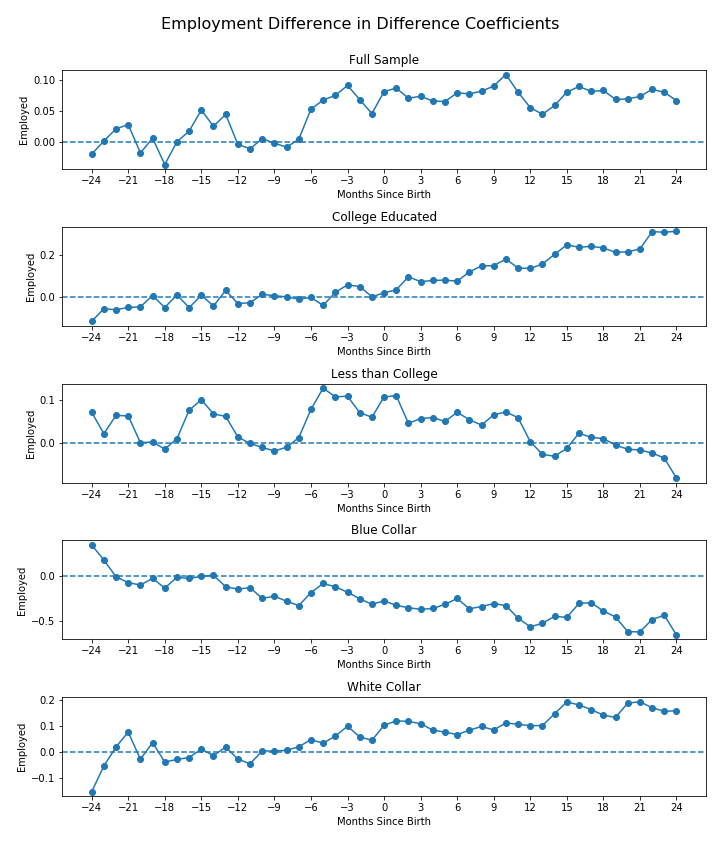 Employment Difference in Difference Coefficients
Full Sample
0.10
0.05
0.00
Employed
−24 −21 −18 −15 −12 −9 −6 −3 0 3 6 9 12 15 18 21 24
Months Since Birth
College Educated
0.2
0.0
Employed
−24 −21 −18 −15 −12 −9 −6 −3 0 3 6 9 12 15 18 21 24
Months Since Birth
Less than College
0.1
0.0
Employed
−24 −21 −18 −15 −12 −9 −6 −3 0 3 6 9 12 15 18 21 24
Months Since Birth
Blue Collar
0.0
−0.5
Employed
−24 −21 −18 −15 −12 −9 −6 −3 0 3 6 9 12 15 18 21 24
Months Since Birth
White Collar
0.2
0.1
0.0
−0.1
Employed
−24 −21 −18 −15 −12 −9 −6 −3 0 3 6 9 12 15 18 21 24
Months Since Birth